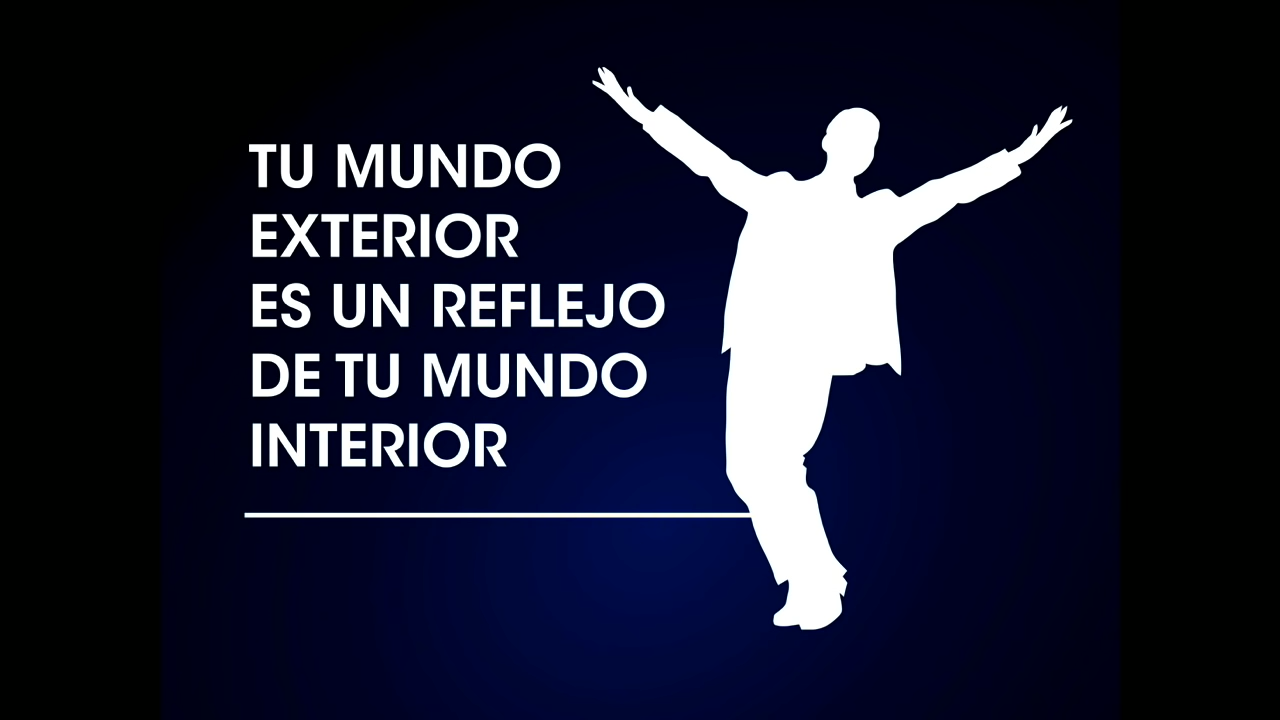 TU MUNDO
EXTERIOR
ES UN REFLEJO
DE TU MUNDO
INTERIOR